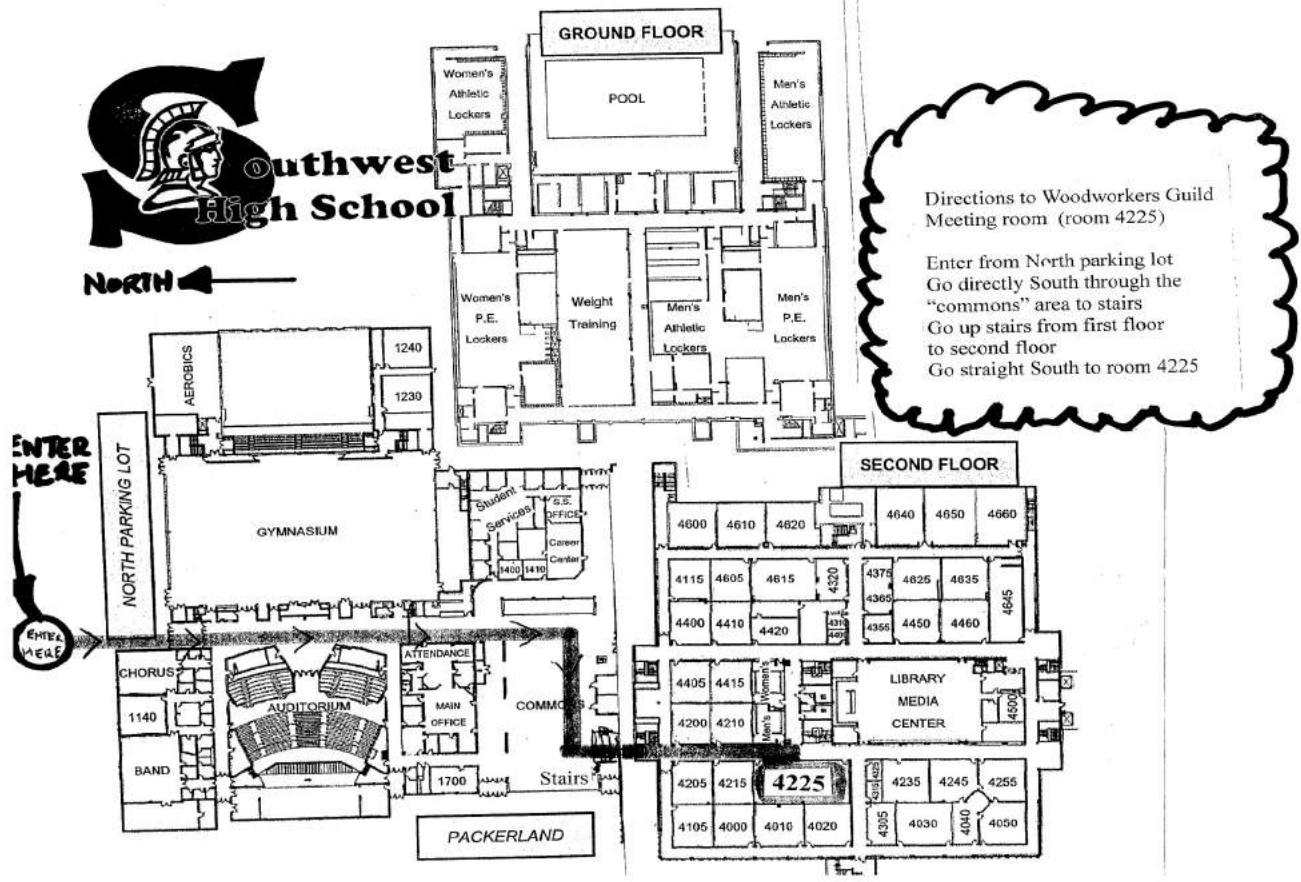 GROUND FLOOR
Southwest
High School
NORTH
Women's
Athletic
Lockers
POOL
Men's
Athletic
Lockers
Directions to Woodworkers Guild
Meeting room (room 4225)
Enter from North parking lot
Go directly South through the
“commons” area to stairs
Go up stairs from first floor
to second floor
Go straight South to room 4225
Women's
P.E.
Lockers
Weight
Training
Men's
Athletic
Lockers
Men's
P.E.
Lockers
AEROBICS
1240
1230
ENTER
HERE
NORTH PARKING LOT
GYMNASIUM
Student
Services
S.S.
OFFICE
Career
Center
1400 1410
ENTER
HERE
CHORUS
1140
BAND
AUDITORIUM
ATTENDANCE
MAIN
OFFICE
1700
COMMONS
Stairs
PACKERLAND
SECOND FLOOR
4600 4610 4620 4640 4650 4660
4115 4605 4615 4320 4375 4625 4635 4645
4365
4400 4410 4420 4355 4450 4460
4405 4415 Women's
LIBRARY
MEDIA
CENTER
4500
4200 4210 Men's
4205 4215 4225 4235 4245 4255
4105 4000 4010 4020 4305 4030 4040 4050